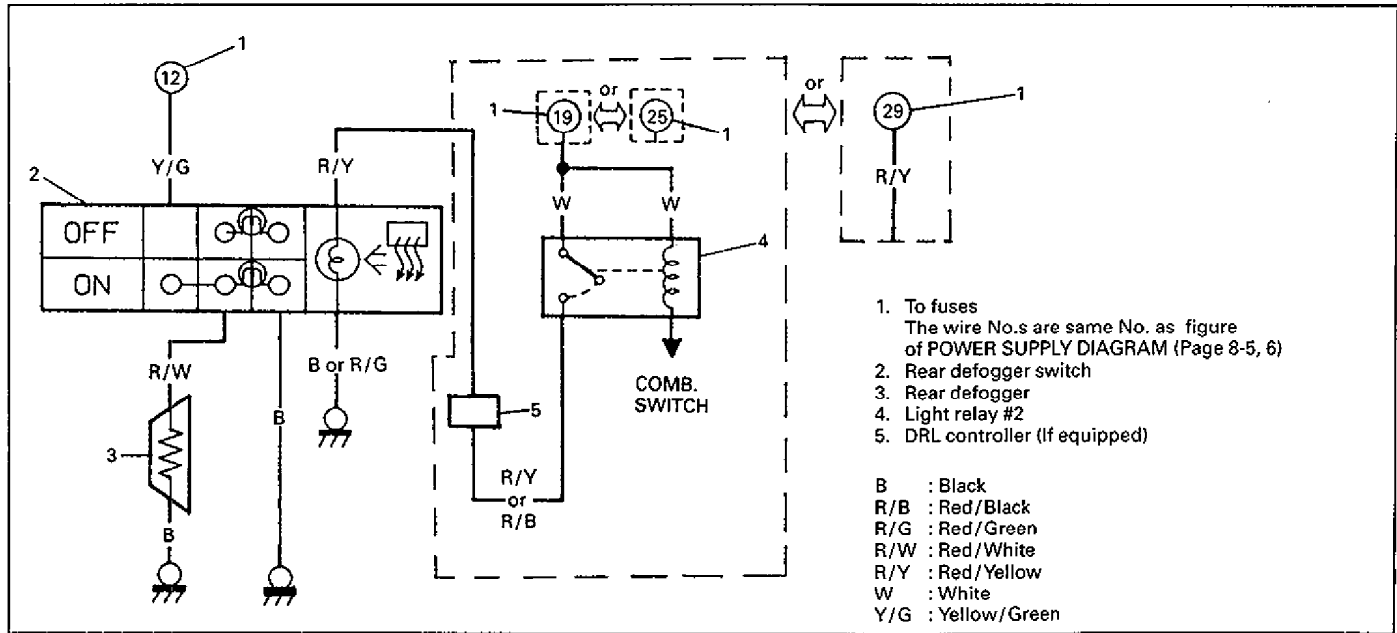 1
12
Y/G
R/Y
2
OFF
ON
R/W
3
B
B
B or R/G
1
19
or
25
1
W
W
4
COMB.
SWITCH
5
R/Y
or
R/B
or
29
1
R/Y
1. To fuses
The wire No.s are same No. as figure
of POWER SUPPLY DIAGRAM (Page 8-5, 6)
2. Rear defogger switch
3. Rear defogger
4. Light relay #2
5. DRL controller (If equipped)
B : Black
R/B : Red/Black
R/G : Red/Green
R/W : Red/White
R/Y : Red/Yellow
W : White
Y/G : Yellow/Green